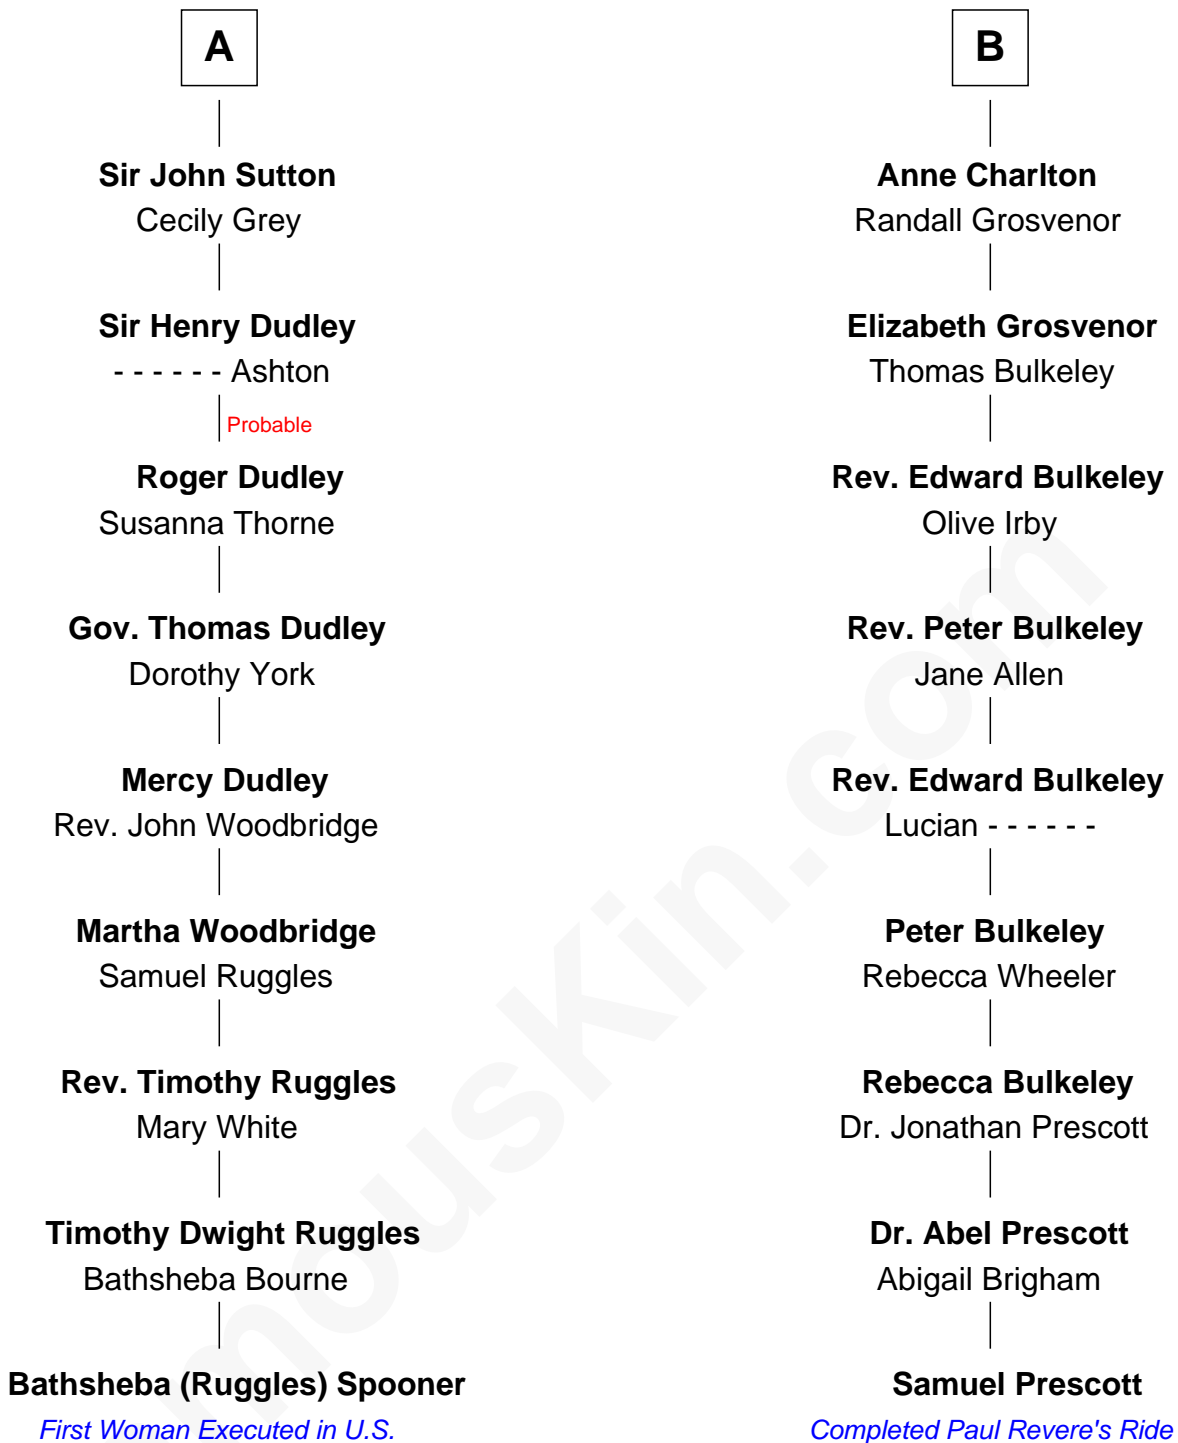 A
Sir John Sutton
Cecily Grey
Sir Henry Dudley
- - - - - - Ashton
Probable
Roger Dudley
Susanna Thorne
Gov. Thomas Dudley
Dorothy York
Mercy Dudley
Rev. John Woodbridge
Martha Woodbridge
Samuel Ruggles
Rev. Timothy Ruggles
Mary White
Timothy Dwight Ruggles
Bathsheba Bourne
Bathsheba (Ruggles) Spooner
First Woman Executed in U.S.
B
Anne Charlton
Randall Grosvenor
Elizabeth Grosvenor
Thomas Bulkeley
Rev. Edward Bulkeley
Olive Irby
Rev. Peter Bulkeley
Jane Allen
Rev. Edward Bulkeley
Lucian - - - - - -
Peter Bulkeley
Rebecca Wheeler
Rebecca Bulkeley
Dr. Jonathan Prescott
Dr. Abel Prescott
Abigail Brigham
Samuel Prescott
Completed Paul Revere's Ride
mousKin.com